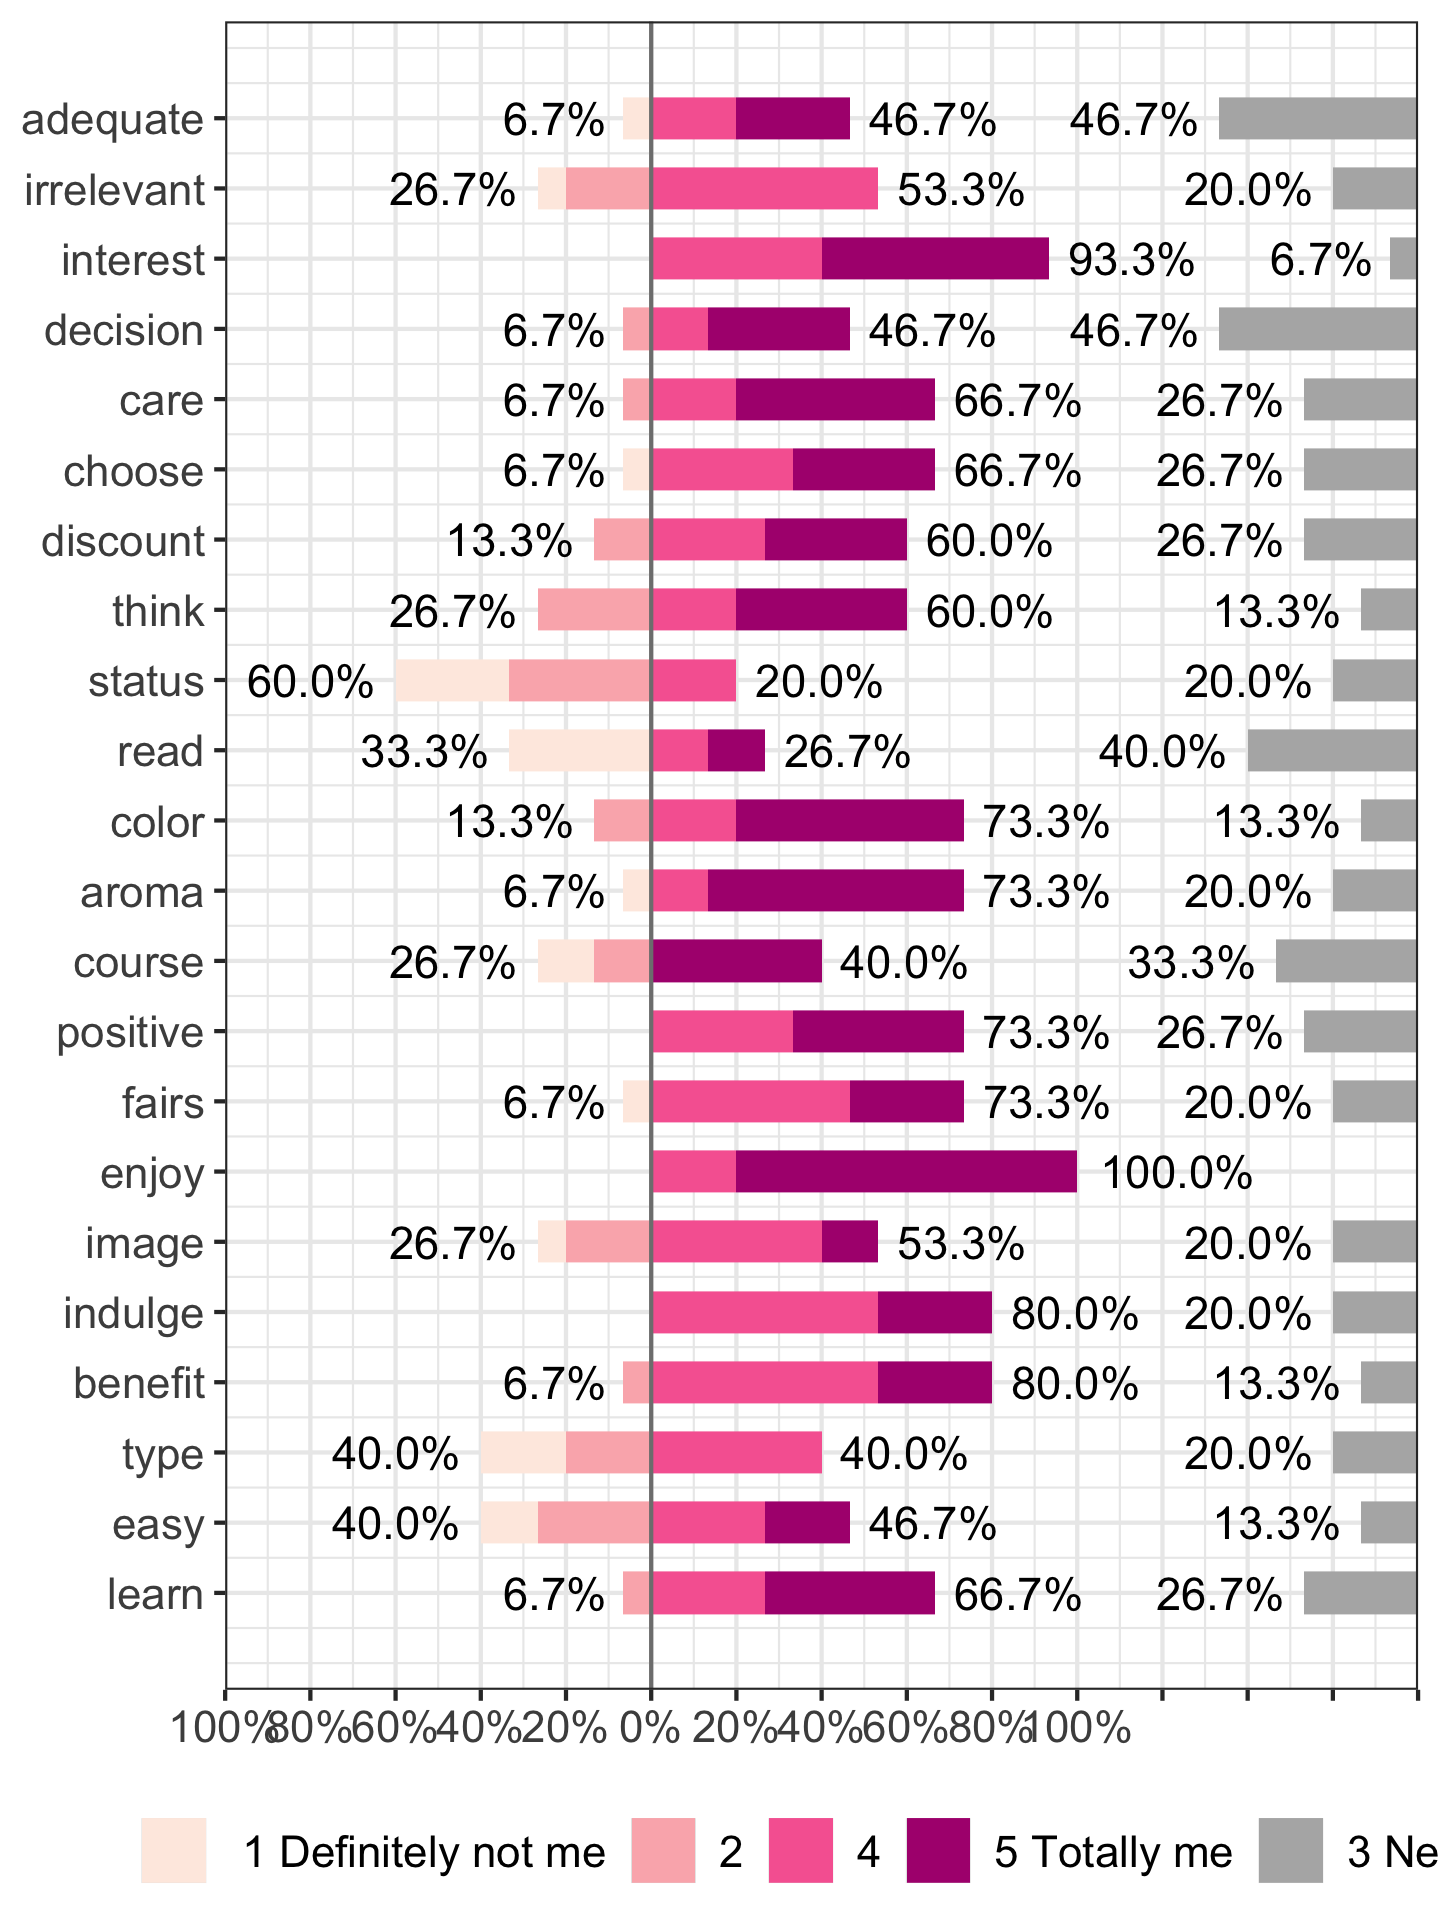 adequate 6.7% 46.7% 46.7%
irrelevant 26.7% 53.3% 20.0%
interest 93.3% 6.7%
decision 6.7% 46.7% 46.7%
care 6.7% 66.7% 26.7%
choose 6.7% 66.7% 26.7%
discount 13.3% 60.0% 26.7%
think 26.7% 60.0% 13.3%
status 60.0% 20.0% 20.0%
read 33.3% 26.7% 40.0%
color 13.3% 73.3% 13.3%
aroma 6.7% 73.3% 20.0%
course 26.7% 40.0% 33.3%
positive 73.3% 26.7%
fairs 6.7% 73.3% 20.0%
enjoy 100.0%
image 26.7% 53.3% 20.0%
indulge 80.0% 20.0%
benefit 6.7% 80.0% 13.3%
type 40.0% 40.0% 20.0%
easy 40.0% 46.7% 13.3%
learn 6.7% 66.7% 26.7%
100% 80% 60% 40% 20% 0% 20% 40% 60% 80% 100%
1 Definitely not me 2 4 5 Totally me 3 Ne